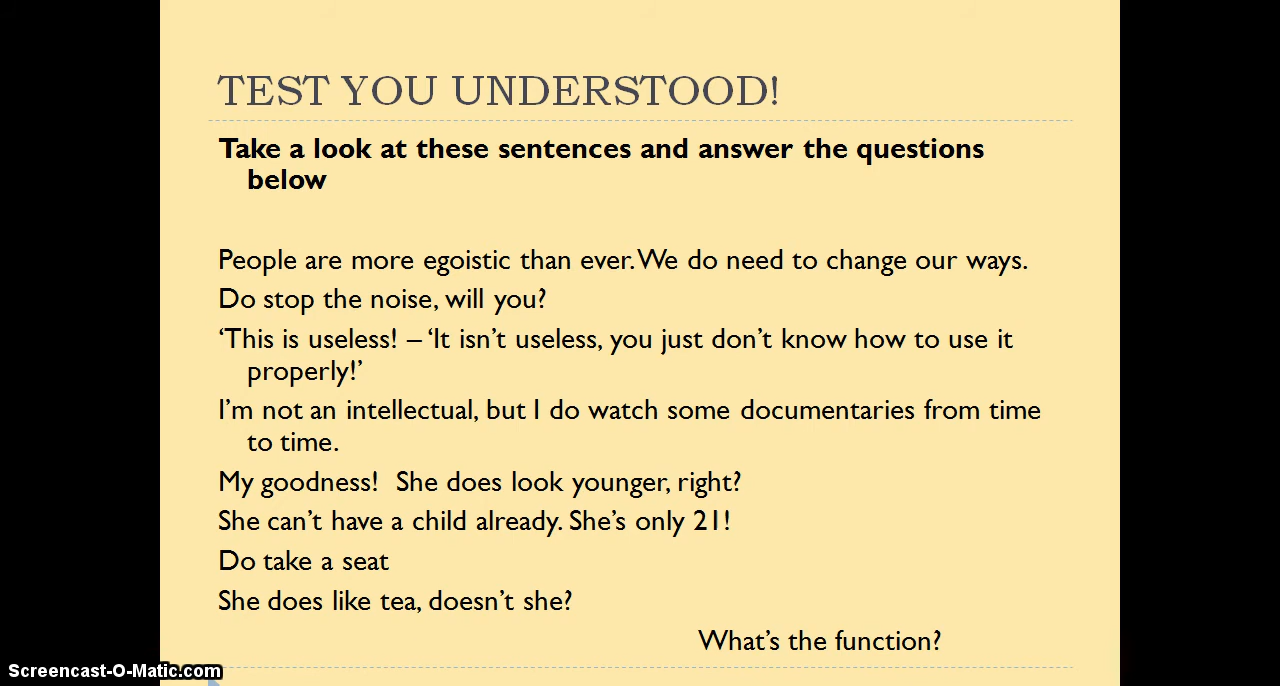 TEST YOU UNDERSTOOD!
Take a look at these sentences and answer the questions
below
People are more egoistic than ever. We do need to change our ways.
Do stop the noise, will you?
‘This is useless! – ‘It isn’t useless, you just don’t know how to use it
properly!’
I’m not an intellectual, but I do watch some documentaries from time
to time.
My goodness!  She does look younger, right?
She can’t have a child already. She’s only 21!
Do take a seat
She does like tea, doesn’t she?
What’s the function?
Screencast-O-Matic.com